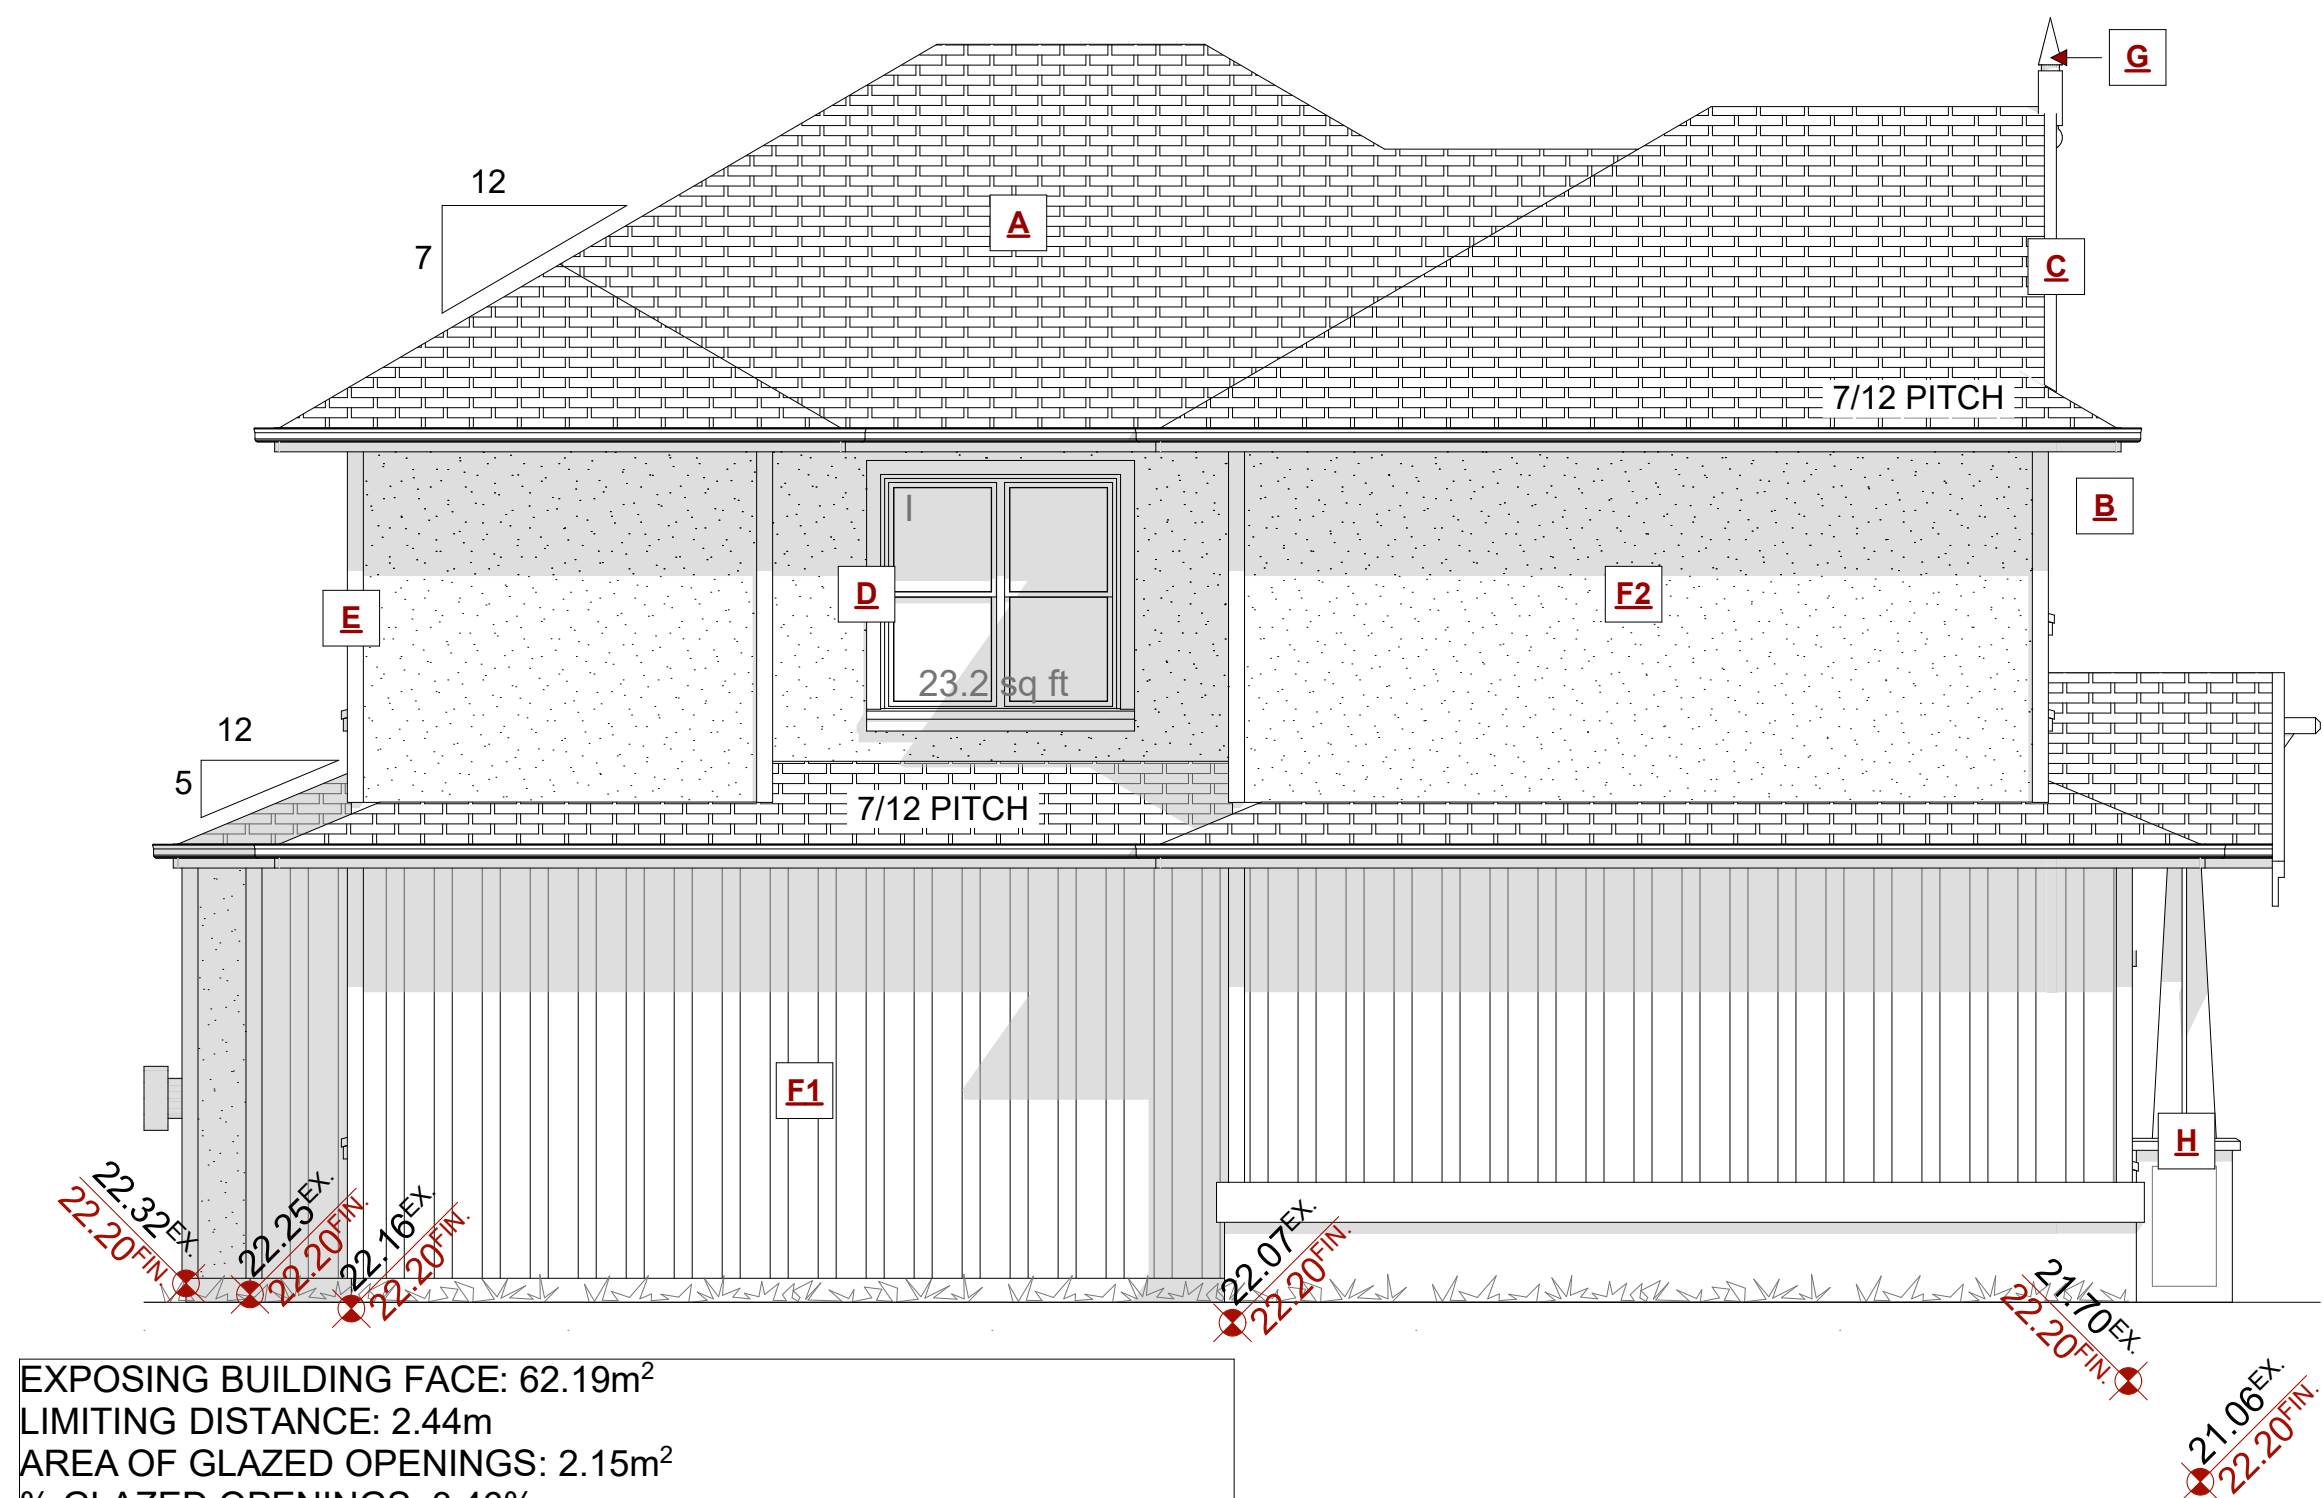 G
12
A
7
C
7/12 PITCH
I
B
D
F2
E
23.2 sq ft
12
5
7/12 PITCH
F1
H
22.32EX.
22.20FIN.
22.25EX.
22.20FIN.
22.16EX.
22.20FIN.
22.07EX.
22.20FIN.
21.70EX.
22.20FIN.
21.06EX.
22.20FIN.
EXPOSING BUILDING FACE: 62.19m²
LIMITING DISTANCE: 2.44m
AREA OF GLAZED OPENINGS: 2.15m²
% GLAZED OPENINGS: